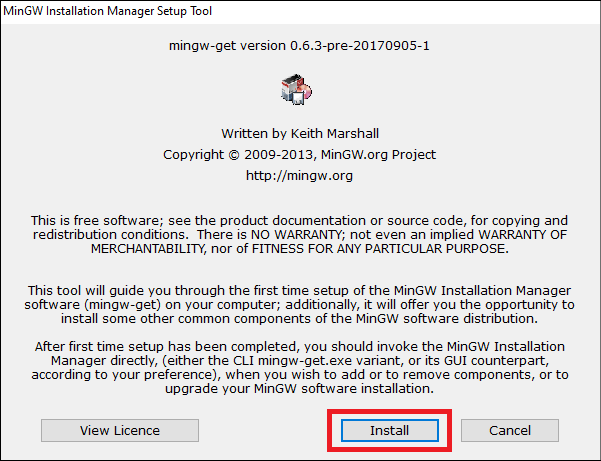 MinGW Installation Manager Setup Tool
mingw-get version 0.6.3-pre-20170905-1
Written by Keith Marshall
Copyright © 2009-2013, MinGW.org Project
http://mingw.org
This is free software; see the product documentation or source code, for copying and
redistribution conditions.  There is NO WARRANTY; not even an implied WARRANTY OF
MERCHANTABILITY, nor of FITNESS FOR ANY PARTICULAR PURPOSE.
This tool will guide you through the first time setup of the MinGW Installation Manager
software (mingw-get) on your computer; additionally, it will offer you the opportunity to
install some other common components of the MinGW software distribution.
After first time setup has been completed, you should invoke the MinGW Installation
Manager directly, (either the CLI mingw-get.exe variant, or its GUI counterpart,
according to your preference), when you wish to add or to remove components, or to
upgrade your MinGW software installation.
View Licence
Install
Cancel